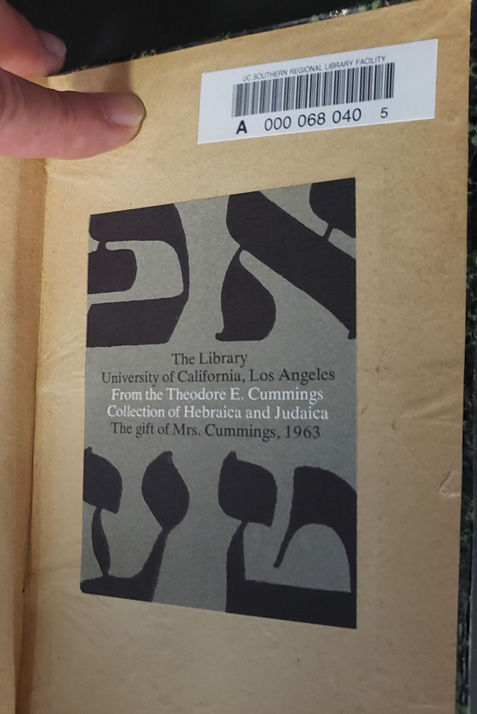 UC SOUTHERN REGIONAL LIBRARY FACILITY
A 000 068 040 5
א
The Library
University of California, Los Angeles
From the Theodore E. Cummings
Collection of Hebraica and Judaica
The gift of Mrs. Cummings, 1963
ט ש